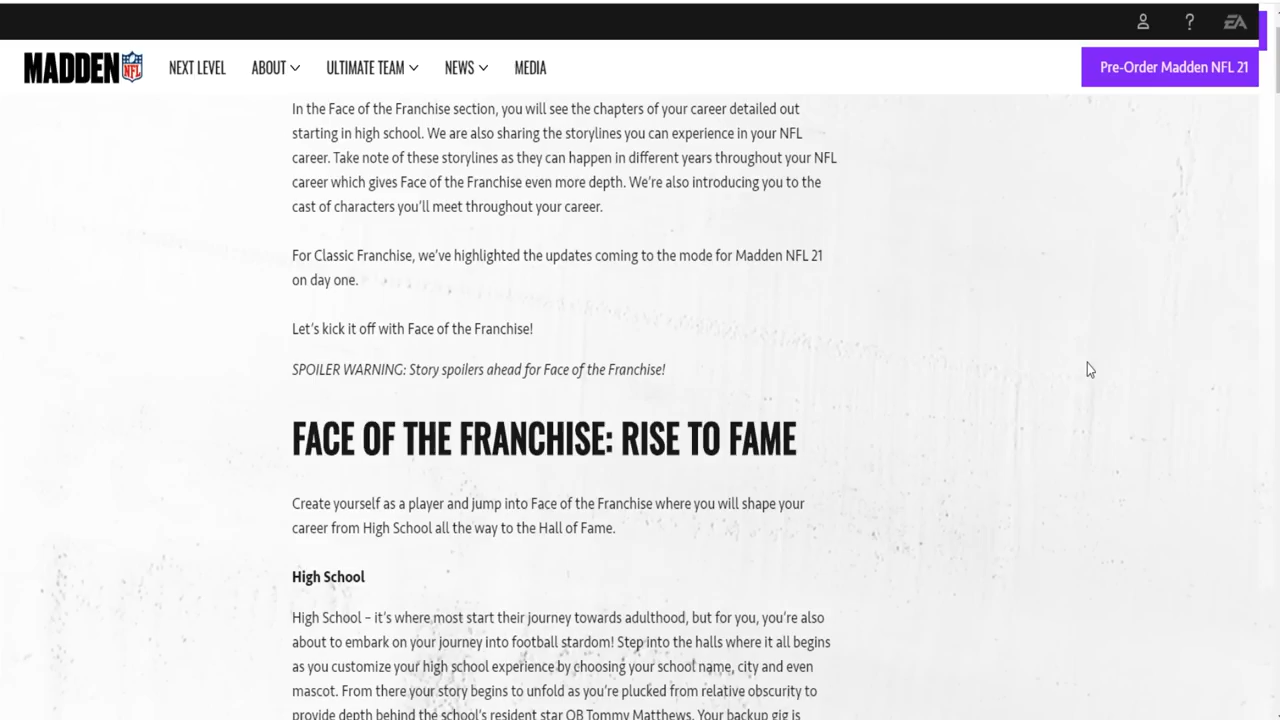 MADDEN NFL
NEXT LEVEL
ABOUT
ULTIMATE TEAM
NEWS
MEDIA
?
EA
Pre-Order Madden NFL 21
In the Face of the Franchise section, you will see the chapters of your career detailed out
starting in high school. We are also sharing the storylines you can experience in your NFL
career. Take note of these storylines as they can happen in different years throughout your NFL
career which gives Face of the Franchise even more depth. We're also introducing you to the
cast of characters you'll meet throughout your career.
For Classic Franchise, we've highlighted the updates coming to the mode for Madden NFL 21
on day one.
Let's kick it off with Face of the Franchise!
SPOILER WARNING: Story spoilers ahead for Face of the Franchise!
FACE OF THE FRANCHISE: RISE TO FAME
Create yourself as a player and jump into Face of the Franchise where you will shape your
career from High School all the way to the Hall of Fame.
High School
High School – it's where most start their journey towards adulthood, but for you, you're also
about to embark on your journey into football stardom! Step into the halls where it all begins
as you customize your high school experience by choosing your school name, city and even
mascot. From there your story begins to unfold as you're plucked from relative obscurity to
provide depth behind the school's resident star QB Tommy Matthews. Your backup gig is